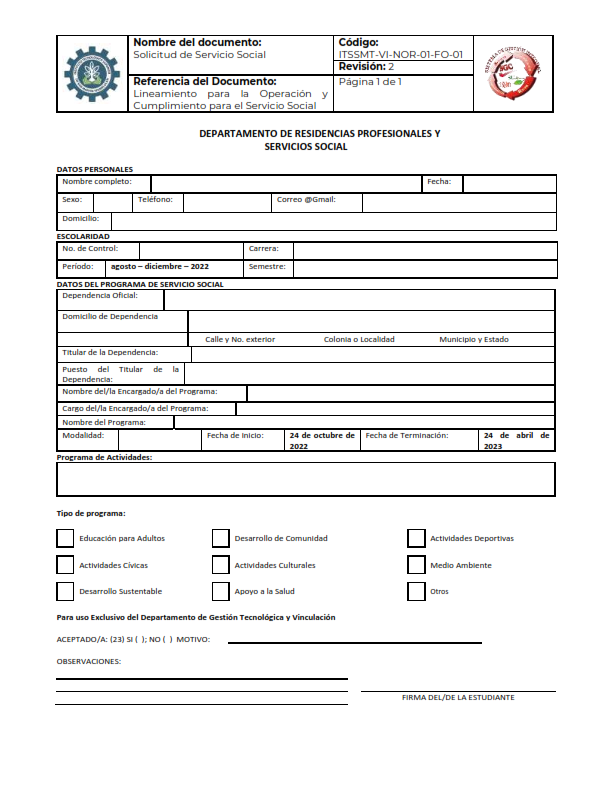 Nombre del documento:
Solicitud de Servicio Social
Código:
ITSSMT-VI-NOR-01-FO-01
Revisión: 2
Referencia del Documento:
Lineamiento para la Operación y
Cumplimiento para el Servicio Social
Página 1 de 1
SGC
DEPARTAMENTO DE RESIDENCIAS PROFESIONALES Y
SERVICIOS SOCIAL
DATOS PERSONALES
Nombre completo: Fecha:
Sexo: Teléfono: Correo @Gmail:
Domicilio:
ESCOLARIDAD
No. de Control: Carrera:
Periodo: agosto – diciembre – 2022 Semestre:
DATOS DEL PROGRAMA DE SERVICIO SOCIAL
Dependencia Oficial:
Domicilio de Dependencia
Calle y No. exterior Colonia o Localidad Municipio y Estado
Titular de la Dependencia:
Puesto del Titular de la
Dependencia:
Nombre del/la Encargado/a del Programa:
Cargo del/la Encargado/a del Programa:
Nombre del Programa:
Modalidad: Fecha de Inicio: 24 de octubre de Fecha de Terminación: 24 de abril de
2022 2023
Programa de Actividades:
Tipo de programa:
Educación para Adultos Desarrollo de Comunidad Actividades Deportivas
Actividades Cívicas Actividades Culturales Medio Ambiente
Desarrollo Sustentable Apoyo a la Salud Otros
Para uso Exclusivo del Departamento de Gestión Tecnológica y Vinculación
ACEPTADO/A: (23) SI ( ); NO ( ) MOTIVO:
OBSERVACIONES:
FIRMA DEL/DE LA ESTUDIANTE